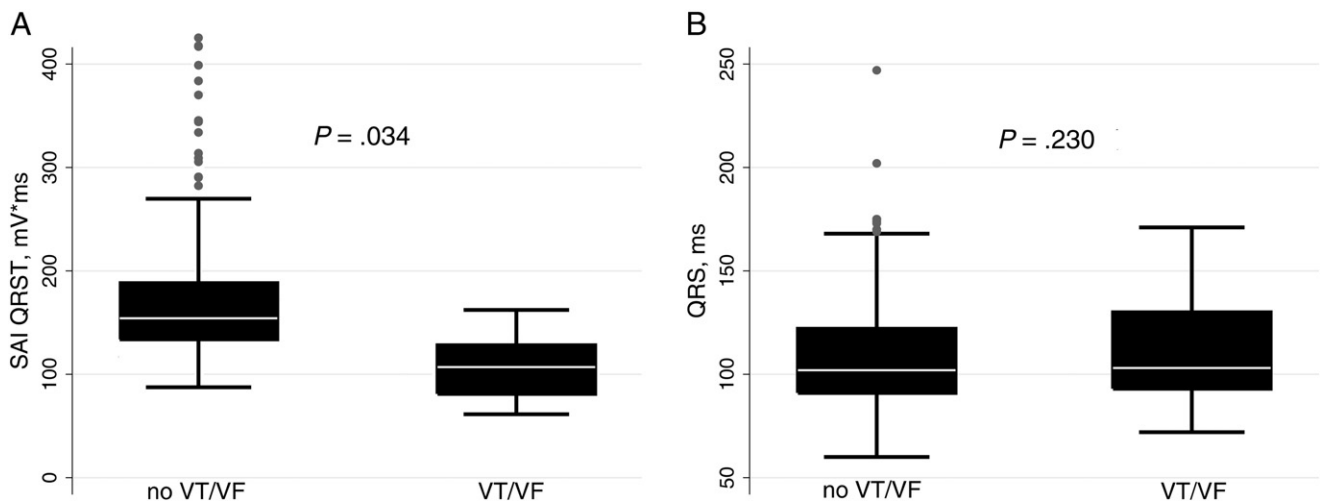 A
SAI QRST, mV*ms
400
300
200
100
0
P = .034
no VT/VF
VT/VF
B
QRS, ms
250
200
150
100
50
P = .230
no VT/VF
VT/VF